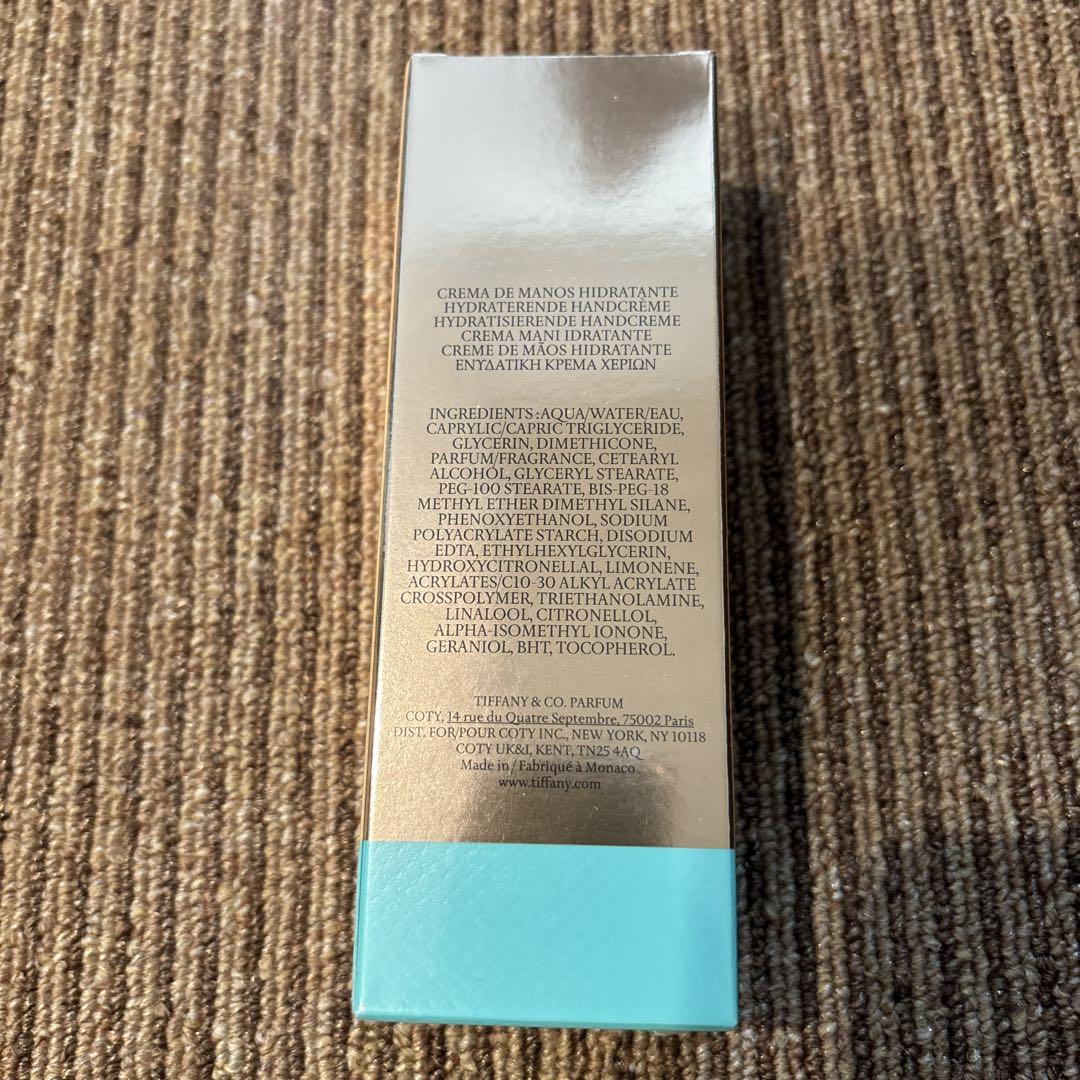 CREMA DE MANOS HIDRATANTE
HYDRATERENDE HANDCRÈME
HYDRATISIERENDE HANDCREME
CREMA MANI IDRATANTE
CREME DE MÃOS HIDRATANTE
ΕΝΥΔΑΤΙΚΗ ΚΡΕΜΑ ΧΕΡΙΩΝ
INGREDIENTS :AQUA/WATER/EAU,
CAPRYLIC/CAPRIC TRIGLYCERIDE,
GLYCERIN, DIMETHICONE,
PARFUM/FRAGRANCE, CETEARYL
ALCOHOL, GLYCERYL STEARATE,
PEG-100 STEARATE, BIS-PEG-18
METHYL ETHER DIMETHYL SILANE,
PHENOXYETHANOL, SODIUM
POLYACRYLATE STARCH, DISODIUM
EDTA, ETHYLHEXYLGLYCERIN,
HYDROXYCITRONELLAL, LIMONENE,
ACRYLATES/C10-30 ALKYL ACRYLATE
CROSSPOLYMER, TRIETHANOLAMINE,
LINALOOL, CITRONELLOL,
ALPHA-ISOMETHYL IONONE,
GERANIOL, BHT, TOCOPHEROL.
TIFFANY & CO. PARFUM
COTY, 14 rue du Quatre Septembre, 75002 Paris
DIST. FOR/POUR COTY INC., NEW YORK, NY 10118
COTY UK&I, KENT, TN25 4AQ
Made in / Fabriqué à Monaco
www.tiffany.com